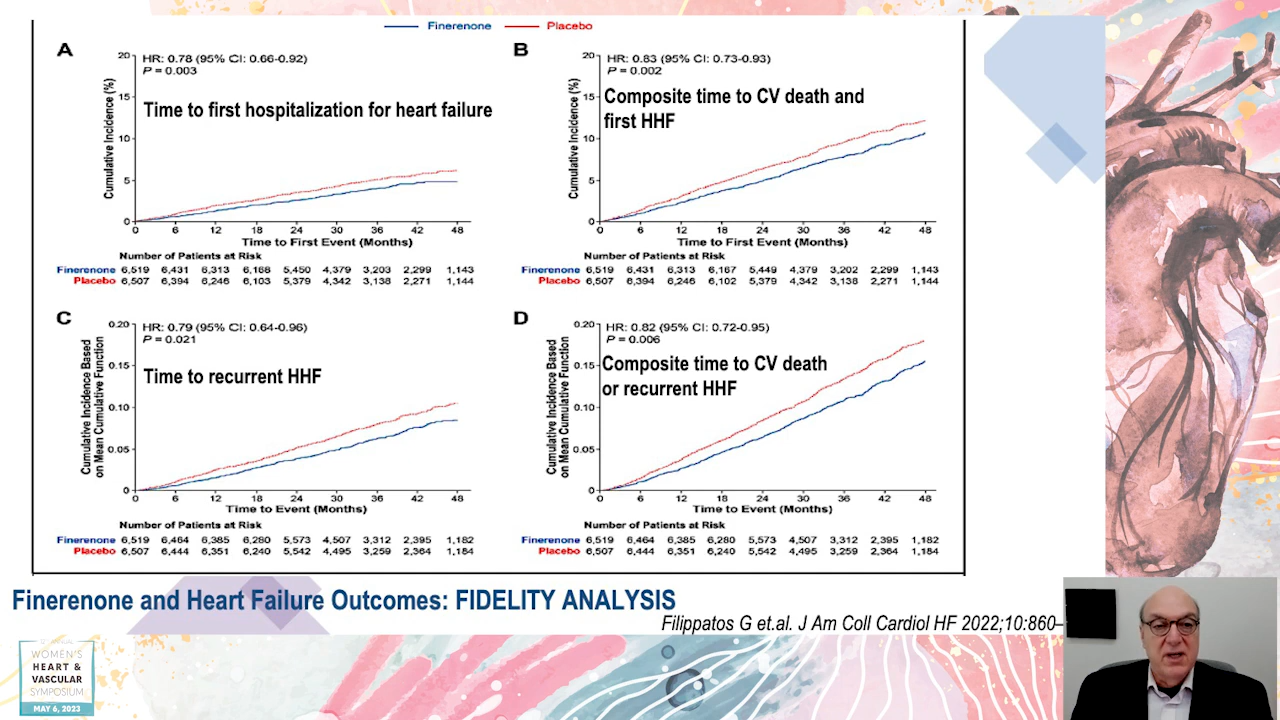 Finerenone Placebo
A
HR: 0.78 (95% CI: 0.66-0.92)
P = 0.003
Time to first hospitalization for heart failure
Cumulative Incidence (%)
20
15
10
5
0
0 6 12 18 24 30 36 42 48
Time to First Event (Months)
Number of Patients at Risk
Finerenone 6,519 6,431 6,313 6,168 5,450 4,379 3,203 2,299 1,143
Placebo 6,507 6,394 6,246 6,103 5,379 4,342 3,138 2,271 1,144
B
HR: 0.83 (95% CI: 0.73-0.93)
P = 0.002
Composite time to CV death and
first HHF
Cumulative Incidence (%)
20
15
10
5
0
0 6 12 18 24 30 36 42 48
Time to First Event (Months)
Number of Patients at Risk
Finerenone 6,519 6,431 6,313 6,167 5,449 4,379 3,202 2,299 1,143
Placebo 6,507 6,394 6,246 6,102 5,379 4,342 3,138 2,271 1,144
C
HR: 0.79 (95% CI: 0.64-0.96)
P = 0.021
Time to recurrent HHF
Cumulative Incidence Based
on Mean Cumulative Function
0.20
0.15
0.10
0.05
0
0 6 12 18 24 30 36 42 48
Time to Event (Months)
Number of Patients at Risk
Finerenone 6,519 6,464 6,385 6,280 5,573 4,507 3,312 2,395 1,182
Placebo 6,507 6,444 6,351 6,240 5,542 4,495 3,259 2,364 1,184
D
HR: 0.82 (95% CI: 0.72-0.95)
P = 0.006
Composite time to CV death
or recurrent HHF
Cumulative Incidence Based
on Mean Cumulative Function
0.20
0.15
0.10
0.05
0
0 6 12 18 24 30 36 42 48
Time to Event (Months)
Number of Patients at Risk
Finerenone 6,519 6,464 6,385 6,280 5,573 4,507 3,312 2,395 1,182
Placebo 6,507 6,444 6,351 6,240 5,542 4,495 3,259 2,364 1,184
Finerenone and Heart Failure Outcomes: FIDELITY ANALYSIS
Filippatos G et.al. J Am Coll Cardiol HF 2022;10:860–
WOMEN'S
HEART &
VASCULAR
SYMPOSIUM
MAY 6, 2023